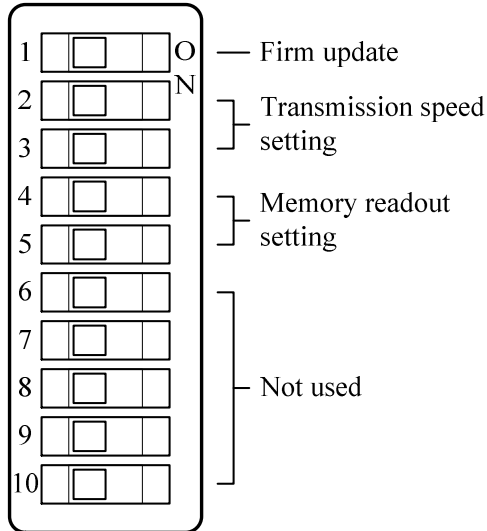 1 O Firm update
N
2 Transmission speed
3 setting
4 Memory readout
5 setting
6
7
8 Not used
9
10